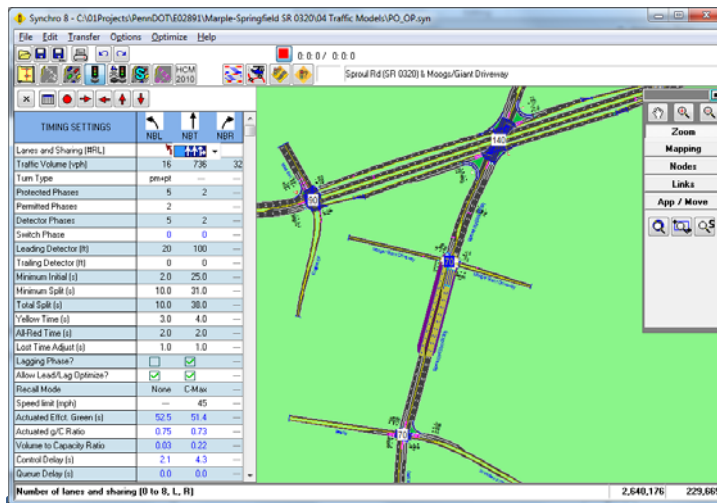 Synchro 8 - C:\01Projects\PennDOT\E02891\Marple-Springfield SR 0320\04 Traffic Models\PO_OP.syn
File Edit Transfer Options Optimize Help
0: 0: 0 / 0: 0: 0
HCM 2010
Sproul Rd (SR 0320) & Moogs/Giant Driveway
TIMING SETTINGS NBL NBT NBR
Lanes and Sharing (#RL)
Traffic Volume (vph) 16 736 32
Turn Type pm+pt — —
Protected Phases 5 2 —
Permitted Phases 2 —
Detector Phases 5 2 —
Switch Phase 0 0 —
Leading Detector (ft) 20 100 —
Trailing Detector (ft) 0 0 —
Minimum Initial (s) 2.0 25.0 —
Minimum Split (s) 10.0 31.0 —
Total Split (s) 10.0 38.0 —
Yellow Time (s) 3.0 4.0 —
All-Red Time (s) 2.0 2.0 —
Lost Time Adjust (s) 1.0 1.0 —
Lagging Phase? —
Allow Lead/Lag Optimize? —
Recall Mode None C-Max —
Speed limit (mph) — 45 —
Actuated Effct. Green (s) 52.5 51.4 —
Actuated g/C Ratio 0.75 0.73 —
Volume to Capacity Ratio 0.03 0.22 —
Control Delay (s) 2.1 4.3 —
Queue Delay (s) 0.0 0.0 —
140
90
70
70
Zoom
Mapping
Nodes
Links
App / Move
Number of lanes and sharing [0 to 8, L, R]
2,640,176